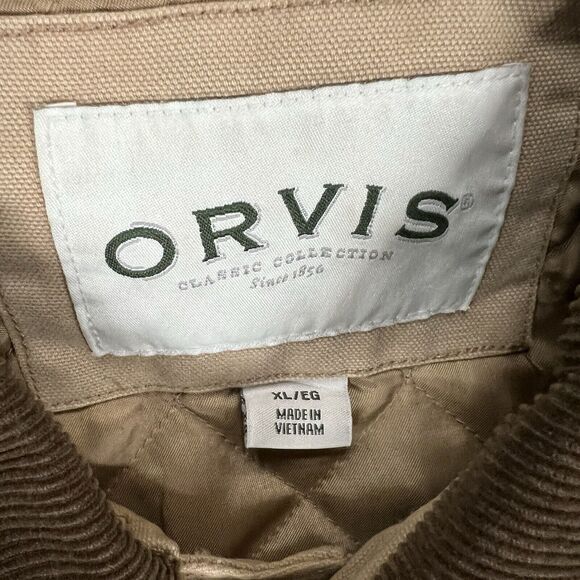 ORVIS®
CLASSIC COLLECTION
Since 1856
XL/EG
MADE IN
VIETNAM